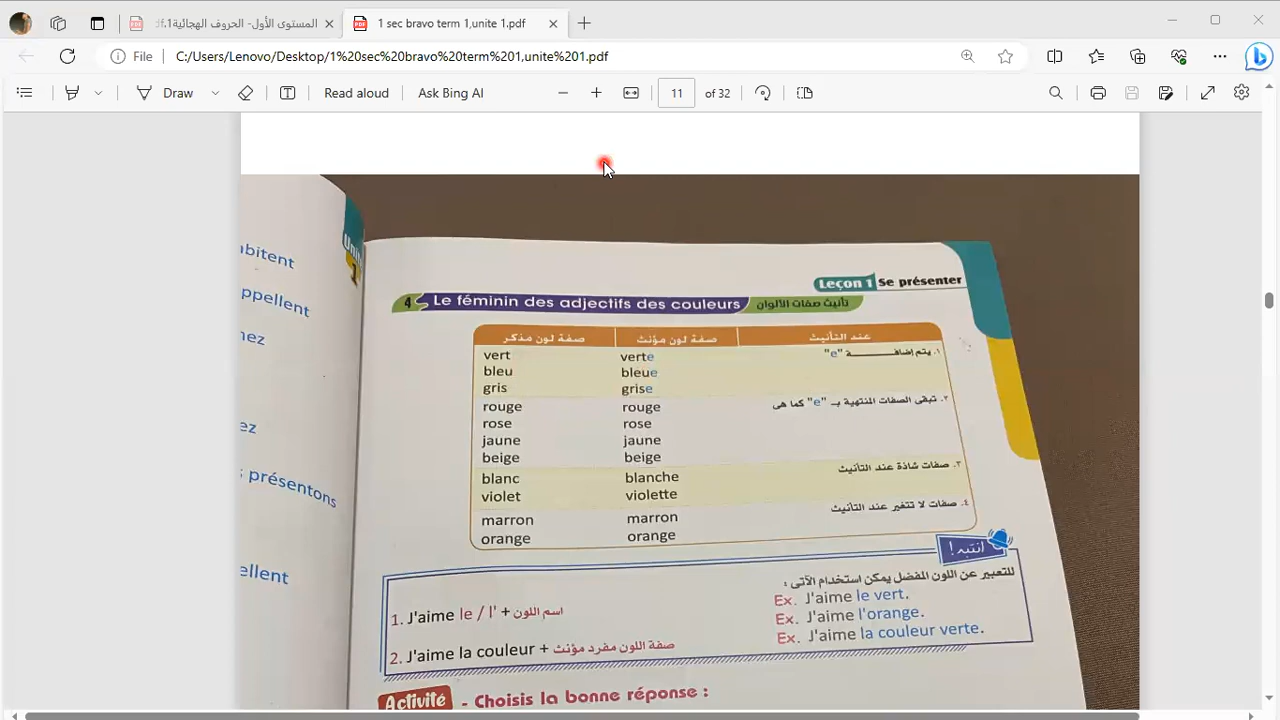 المستوى الأول- الحروف الهجائية1.f
1 sec bravo term 1,unite 1.pdf
File C:/Users/Lenovo/Desktop/1%20sec%20bravo%20term%201,unite%201.pdf
Draw Read aloud Ask Bing AI 11 of 32
Unité 1
abitent
ppellent
nez
ez
présentons
ellent
Leçon 1 Se présenter
4 Le féminin des adjectifs des couleurs تأنيث صفات الألوان
صفة لون مذكر صفة لون مؤنث عند التأنيث
vert verte ١. يتم إضافة "e"
bleu bleue
gris grise
rouge rouge ٢. تبقى الصفات المنتهية بـ "e" كما هى
rose rose
jaune jaune
beige beige
blanc blanche ٣. صفات شاذة عند التأنيث
violet violette
marron marron ٤. صفات لا تتغير عند التأنيث
orange orange
انتبه !
للتعبير عن اللون المفضل يمكن استخدام الآتى :
1. J'aime le / l' + اسم اللون
2. J'aime la couleur + صفة اللون مفرد مؤنث
Ex. J'aime le vert.
Ex. J'aime l'orange.
Ex. J'aime la couleur verte.
Activité - Choisis la bonne réponse :